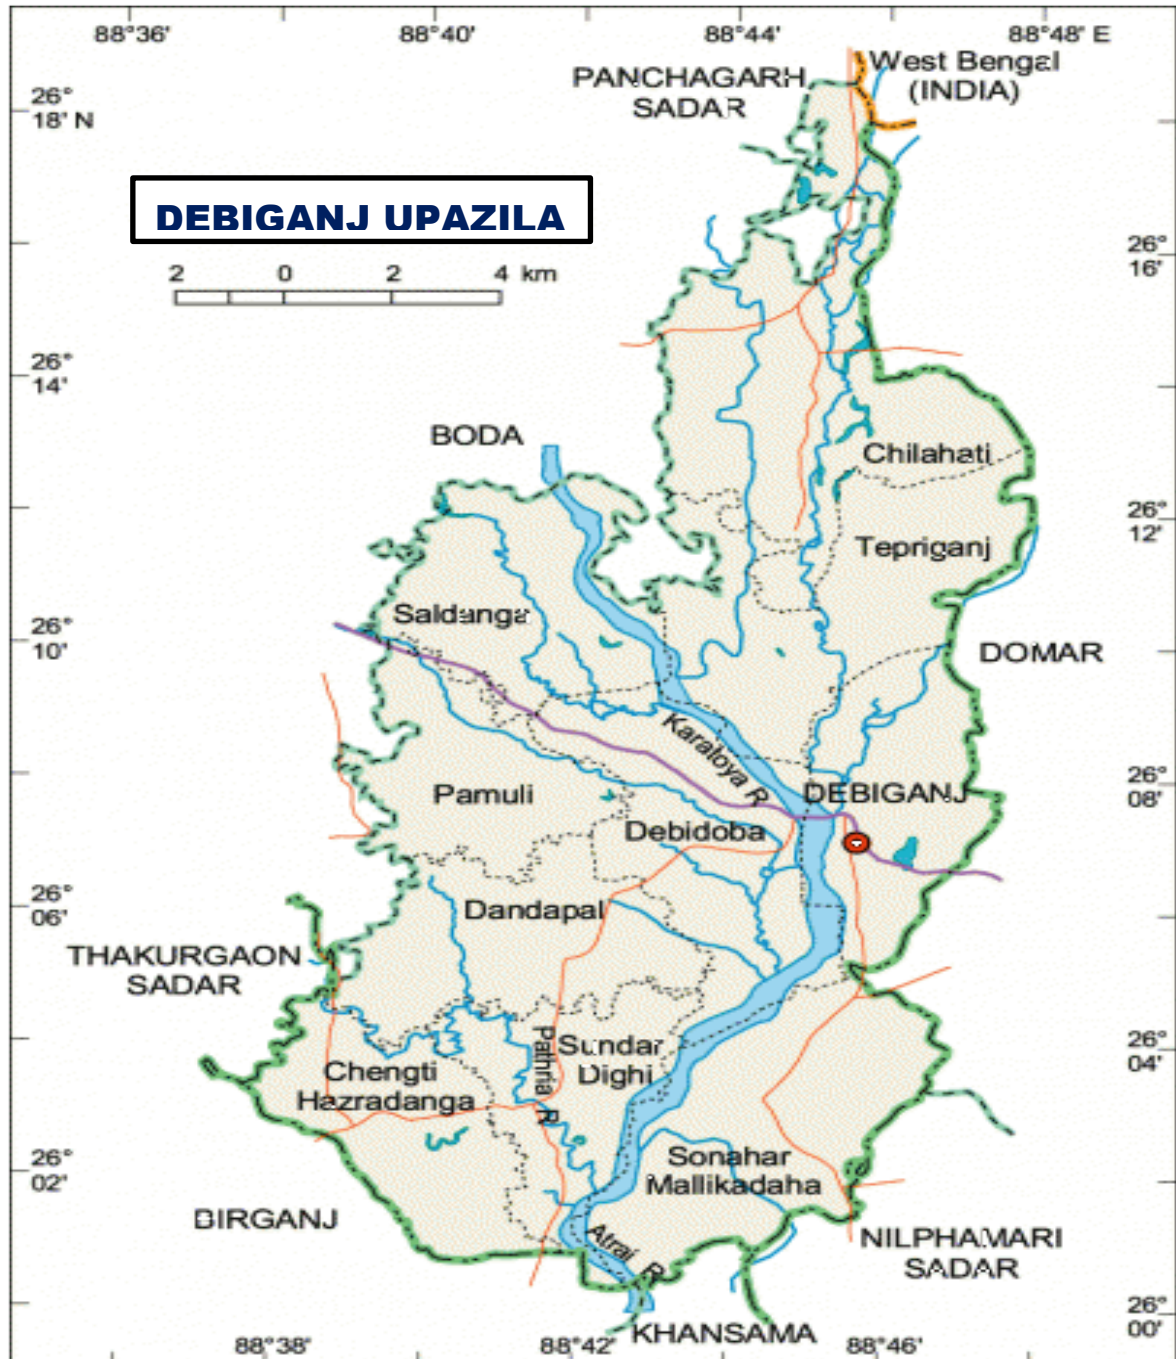 88°36'
88°40'
88°44'
88°48' E
West Bengal
(INDIA)
PANCHAGARH
SADAR
26°
18' N
DEBIGANJ UPAZILA
26°
16'
2 0 2 4 km
26°
14'
BODA
Chilahati
26°
12'
Tepriganj
Saldanga
26°
10'
DOMAR
Karatoya R
26°
08'
Pamuli
DEBIGANJ
Debidoba
26°
06'
Dandapal
THAKURGAON
SADAR
Sundar
Dighi
Pathria R
26°
04'
Chengti
Hazradanga
26°
02'
Sonahar
Mallikadaha
BIRGANJ
Atrai R
NILPHAMARI
SADAR
26°
00'
KHANSAMA
88°38'
88°42'
88°46'